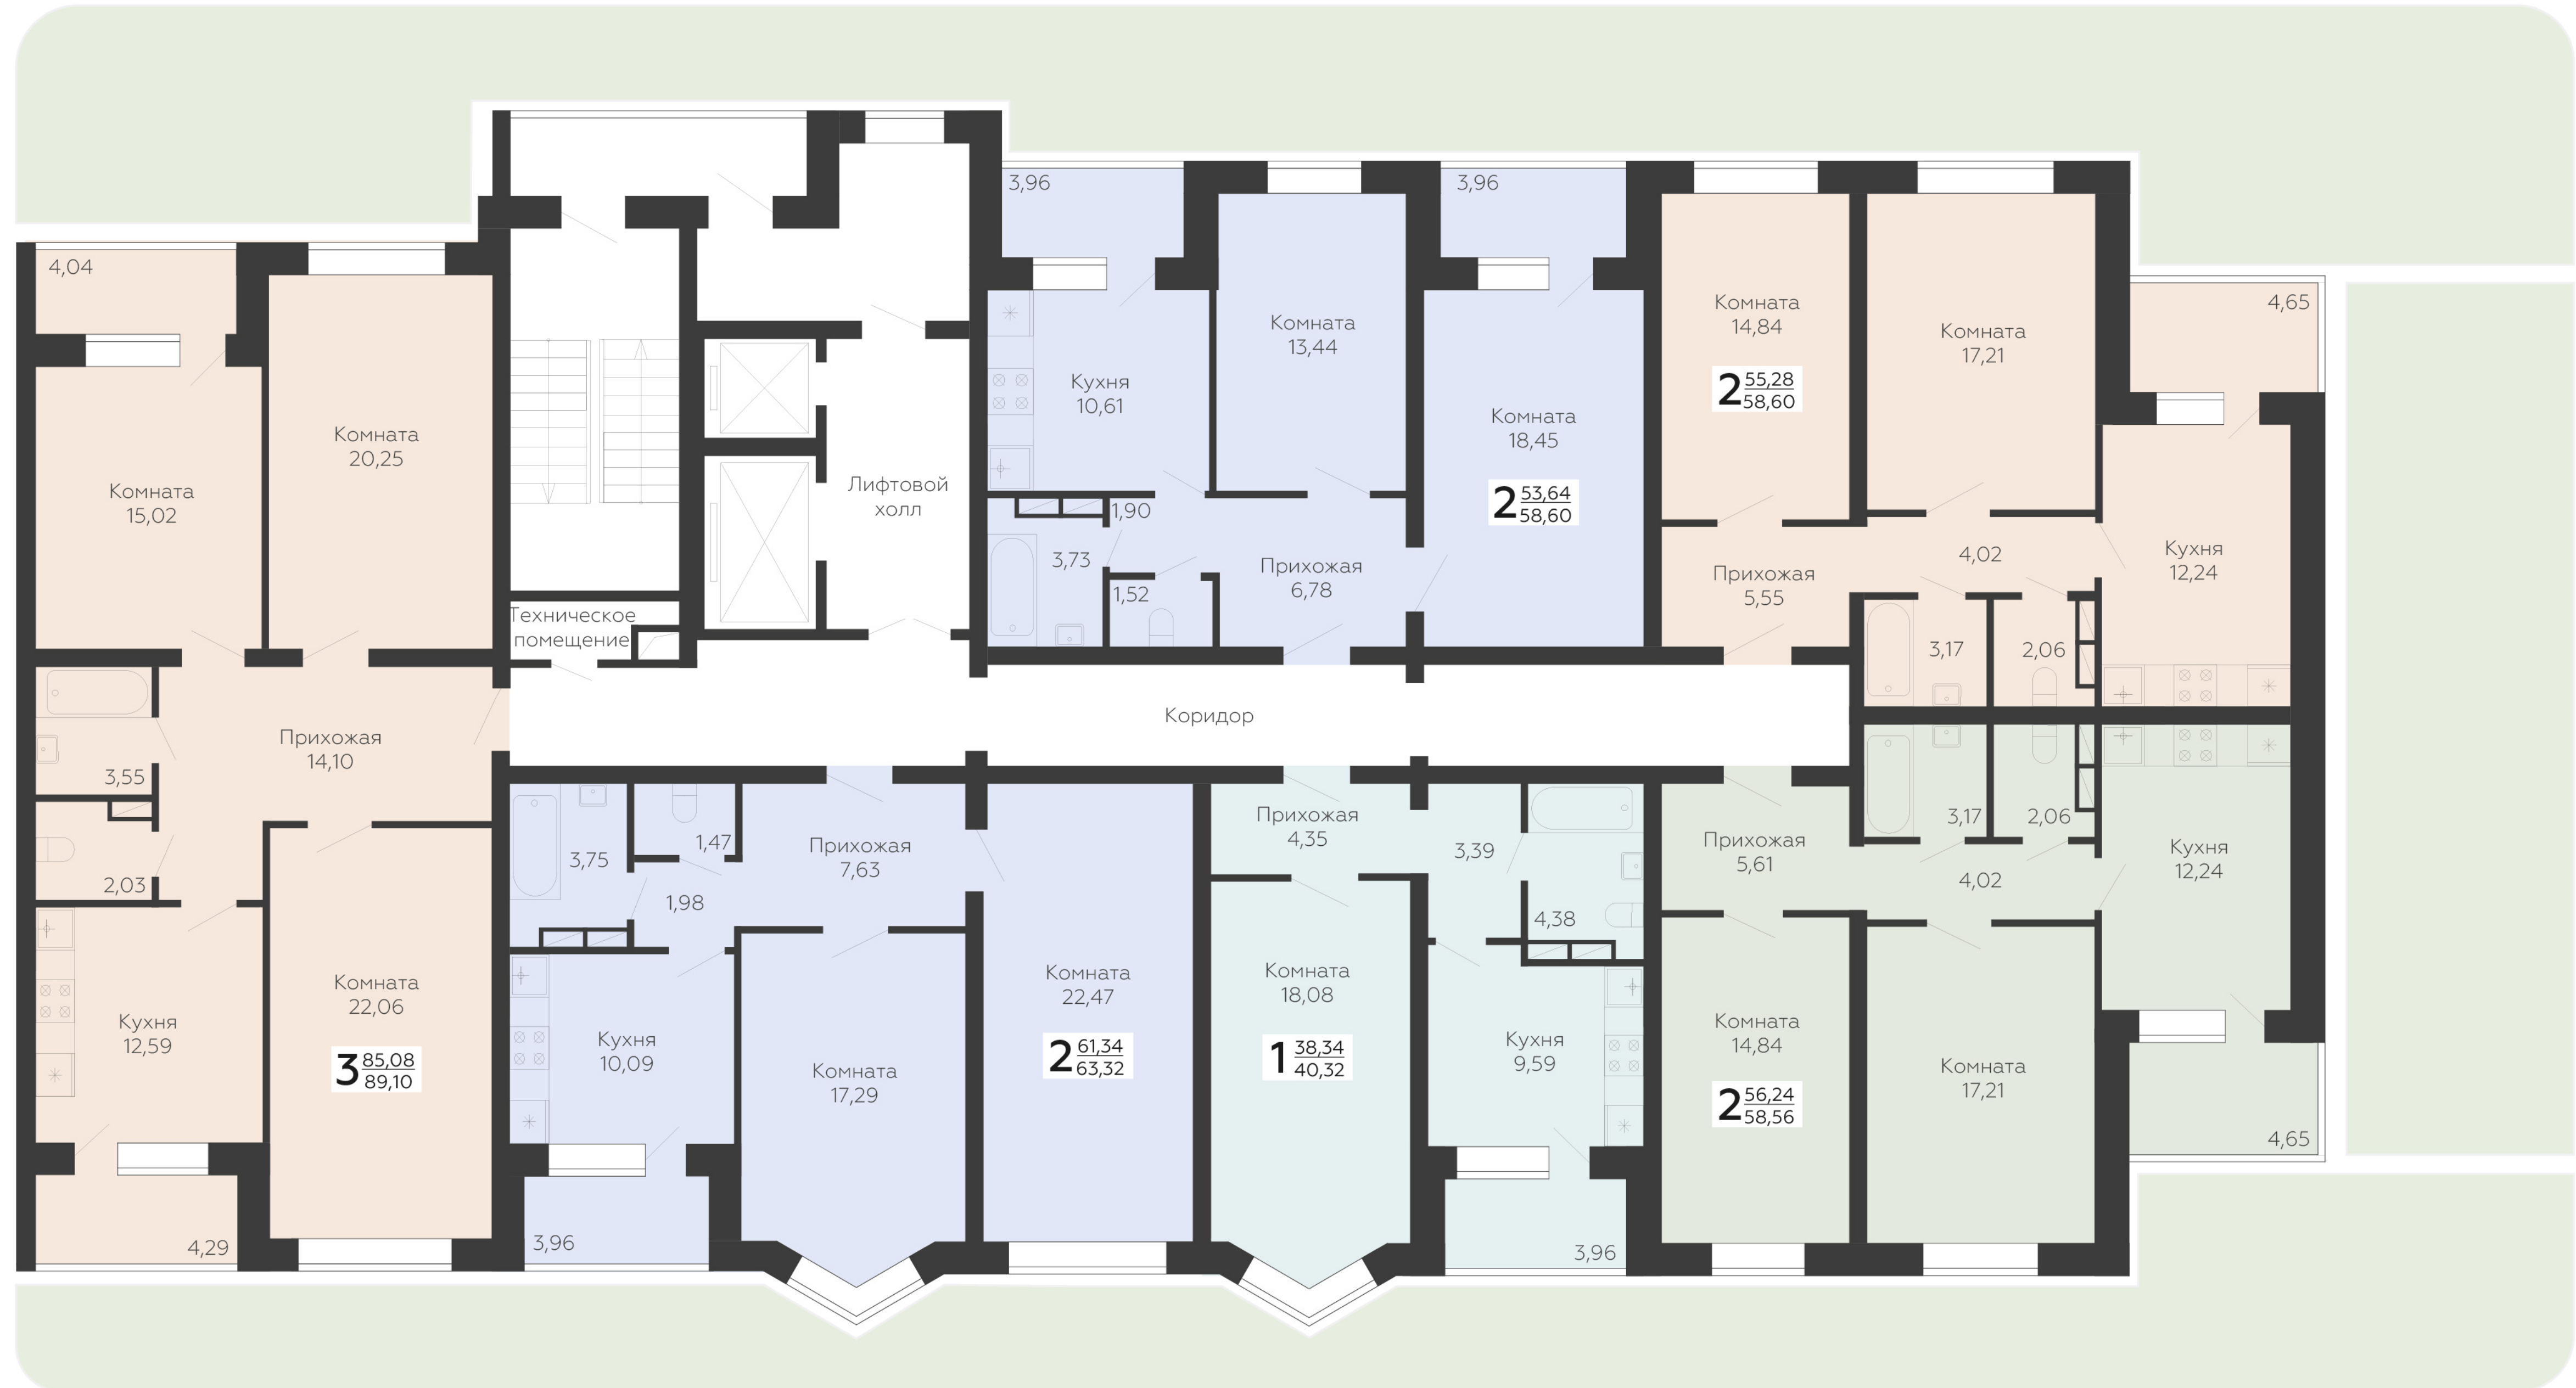 3,96
3,96
4,04
4,65
Комната
14,84
2 55,28
58,60
Комната
13,44
Комната
17,21
Кухня
10,61
Комната
18,45
2 53,64
58,60
Комната
20,25
Комната
15,02
Лифтовой
холл
1,90
3,73
1,52
Прихожая
6,78
Прихожая
5,55
4,02
Кухня
12,24
3,17
2,06
Техническое
помещение
Коридор
Прихожая
14,10
3,55
2,03
Кухня
12,59
Комната
22,06
3 85,08
89,10
4,29
3,75
1,47
1,98
Прихожая
7,63
Кухня
10,09
Комната
17,29
3,96
Комната
22,47
2 61,34
63,32
Прихожая
4,35
3,39
4,38
Комната
18,08
1 38,34
40,32
Кухня
9,59
3,96
Прихожая
5,61
3,17
2,06
4,02
Кухня
12,24
Комната
14,84
2 56,24
58,56
Комната
17,21
4,65